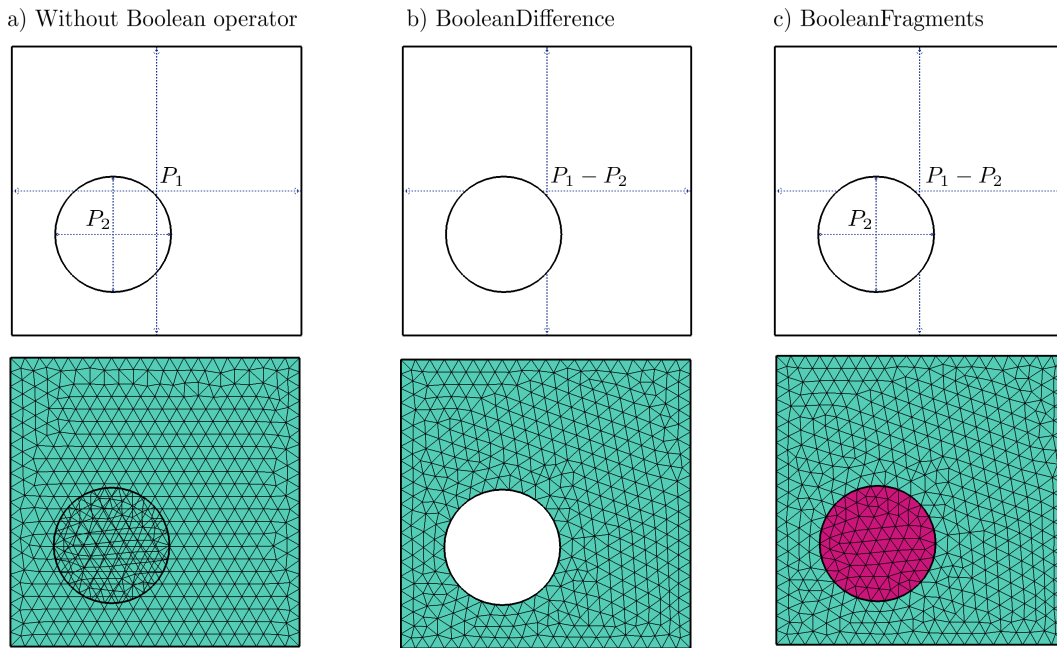 a) Without Boolean operator
b) BooleanDifference
c) BooleanFragments
P₁
P₂
P₁ − P₂
P₁ − P₂
P₂